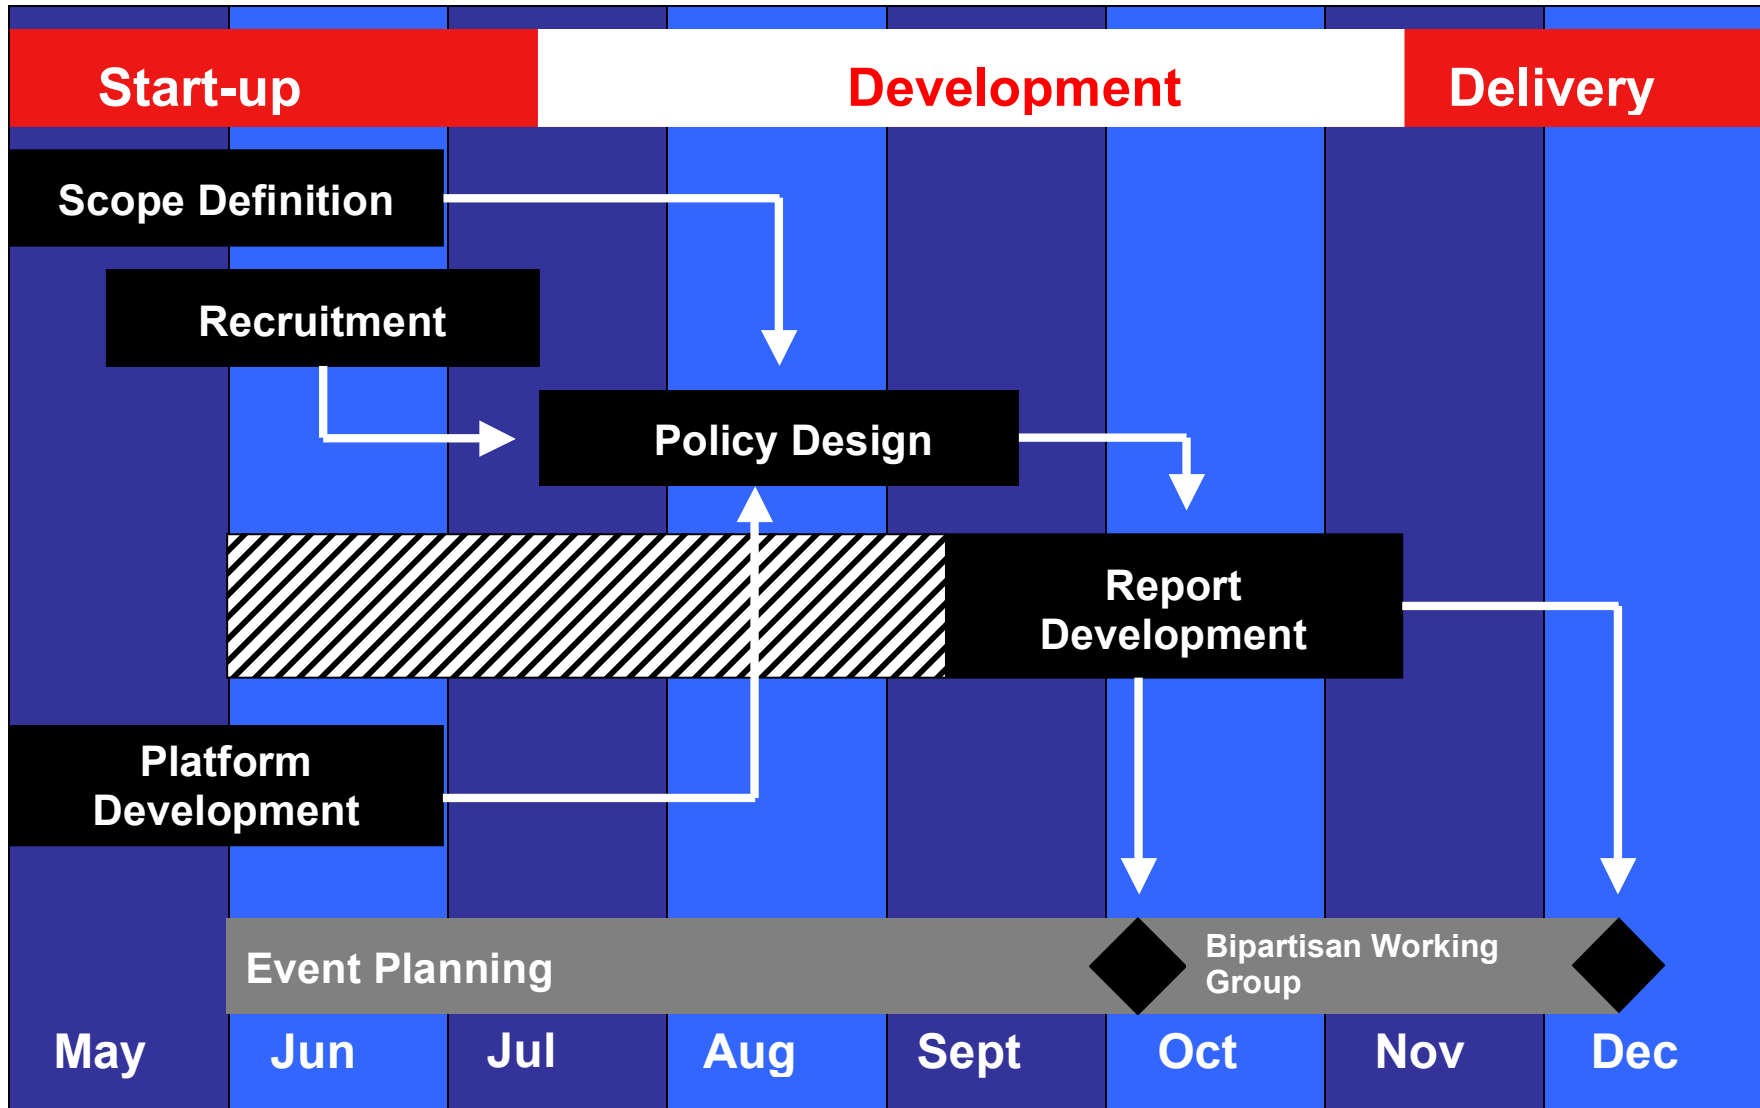 Start-up
Development
Delivery
Scope Definition
Recruitment
Policy Design
Report
Development
Platform
Development
Event Planning
Bipartisan Working
Group
May
Jun
Jul
Aug
Sept
Oct
Nov
Dec